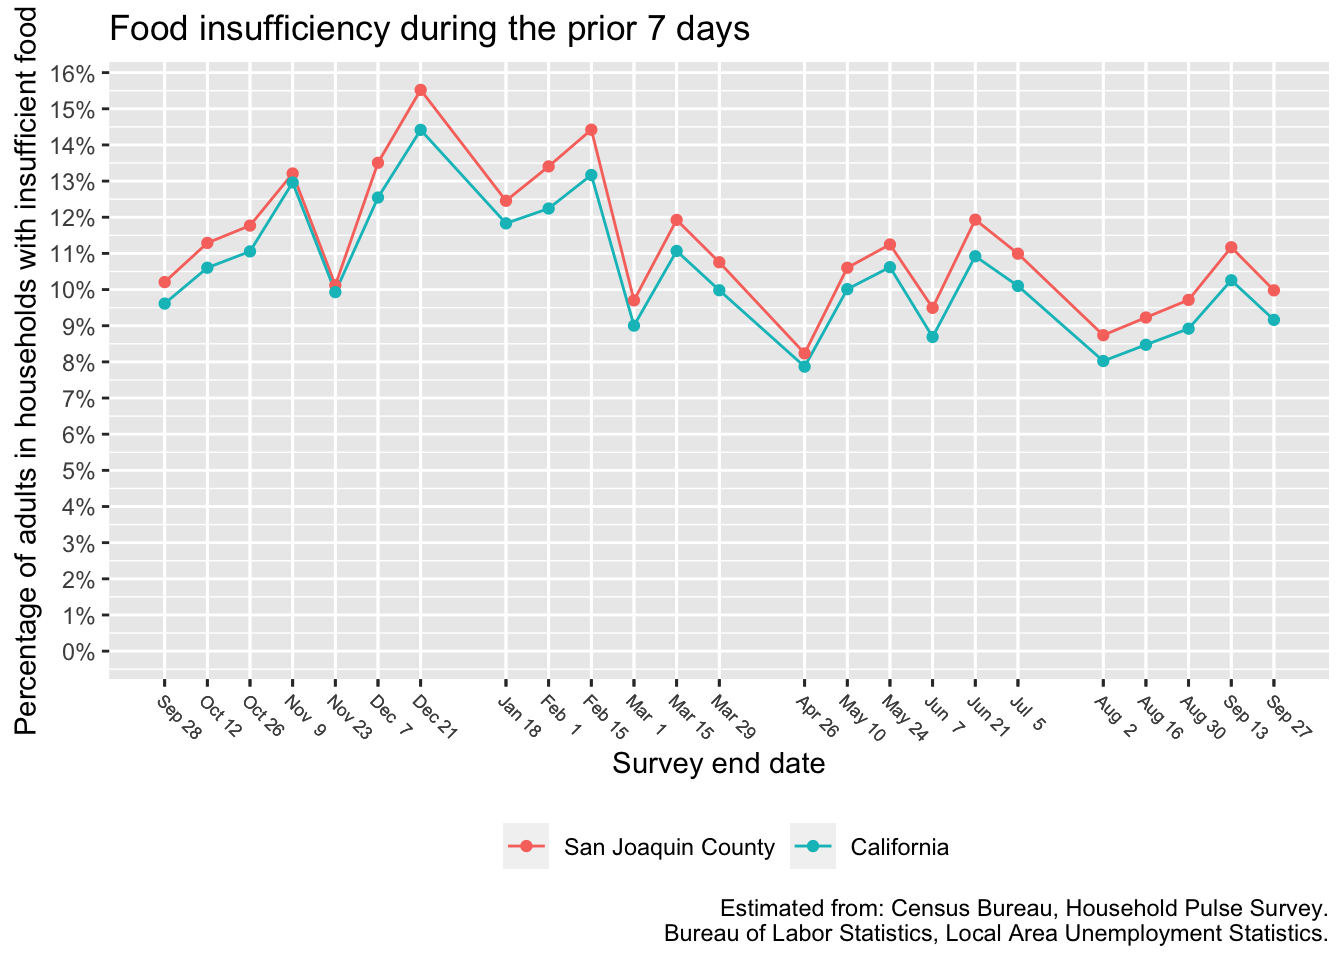 Food insufficiency during the prior 7 days
Percentage of adults in households with insufficient food
16%
15%
14%
13%
12%
11%
10%
9%
8%
7%
6%
5%
4%
3%
2%
1%
0%
Sep 28
Oct 12
Oct 26
Nov 9
Nov 23
Dec 7
Dec 21
Jan 18
Feb 1
Feb 15
Mar 1
Mar 15
Mar 29
Apr 26
May 10
May 24
Jun 7
Jun 21
Jul 5
Aug 2
Aug 16
Aug 30
Sep 13
Sep 27
Survey end date
San Joaquin County
California
Estimated from: Census Bureau, Household Pulse Survey.
Bureau of Labor Statistics, Local Area Unemployment Statistics.